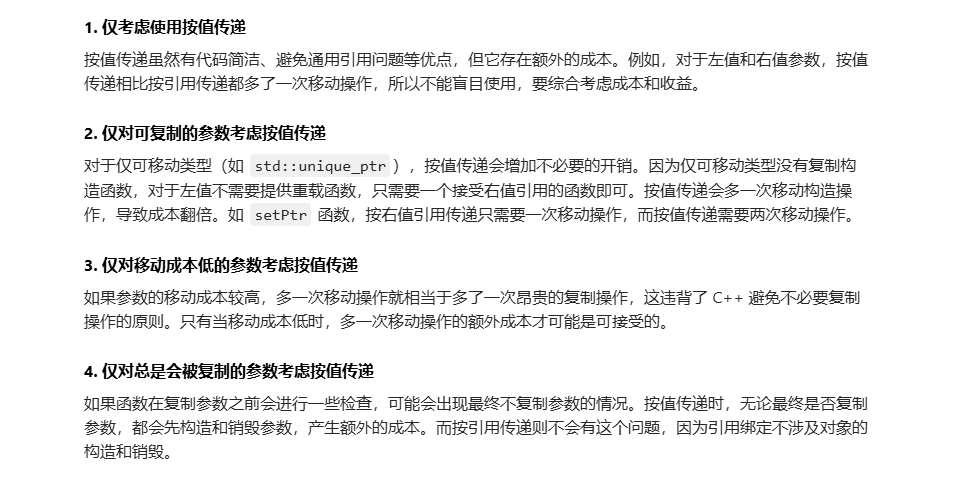 1. 仅考虑使用按值传递
按值传递虽然有代码简洁、避免通用引用问题等优点，但它存在额外的成本。例如，对于左值和右值参数，按值
传递相比按引用传递都多了一次移动操作，所以不能盲目使用，要综合考虑成本和收益。
2. 仅对可复制的参数考虑按值传递
对于仅可移动类型（如 std::unique_ptr ），按值传递会增加不必要的开销。因为仅可移动类型没有复制构
造函数，对于左值不需要提供重载函数，只需要一个接受右值引用的函数即可。按值传递会多一次移动构造操
作，导致成本翻倍。如 setPtr 函数，按右值引用传递只需要一次移动操作，而按值传递需要两次移动操作。
3. 仅对移动成本低的参数考虑按值传递
如果参数的移动成本较高，多一次移动操作就相当于多了一次昂贵的复制操作，这违背了 C++ 避免不必要复制
操作的原则。只有当移动成本低时，多一次移动操作的额外成本才可能是可接受的。
4. 仅对总是会被复制的参数考虑按值传递
如果函数在复制参数之前会进行一些检查，可能会出现最终不复制参数的情况。按值传递时，无论最终是否复制
参数，都会先构造和销毁参数，产生额外的成本。而按引用传递则不会有这个问题，因为引用绑定不涉及对象的
构造和销毁。